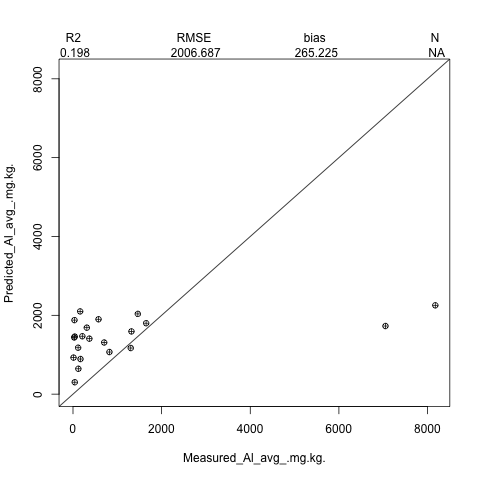 R2 RMSE bias N
0.198 2006.687 265.225 NA
8000
6000
4000
2000
0
Predicted_Al_avg_.mg.kg.
0 2000 4000 6000 8000
Measured_Al_avg_.mg.kg.